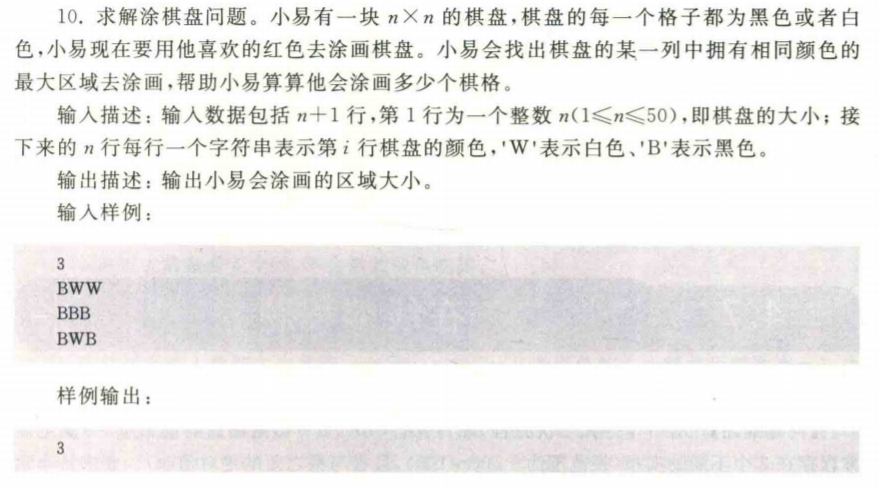 10. 求解涂棋盘问题。小易有一块 n×n 的棋盘,棋盘的每一个格子都为黑色或者白
色,小易现在要用他喜欢的红色去涂画棋盘。小易会找出棋盘的某一列中拥有相同颜色的
最大区域去涂画,帮助小易算算他会涂画多少个棋格。
输入描述：输入数据包括 n+1 行,第 1 行为一个整数 n(1≤n≤50),即棋盘的大小；接
下来的 n 行每行一个字符串表示第 i 行棋盘的颜色,'W'表示白色、'B'表示黑色。
输出描述：输出小易会涂画的区域大小。
输入样例：
3
BWW
BBB
BWB
样例输出：
3